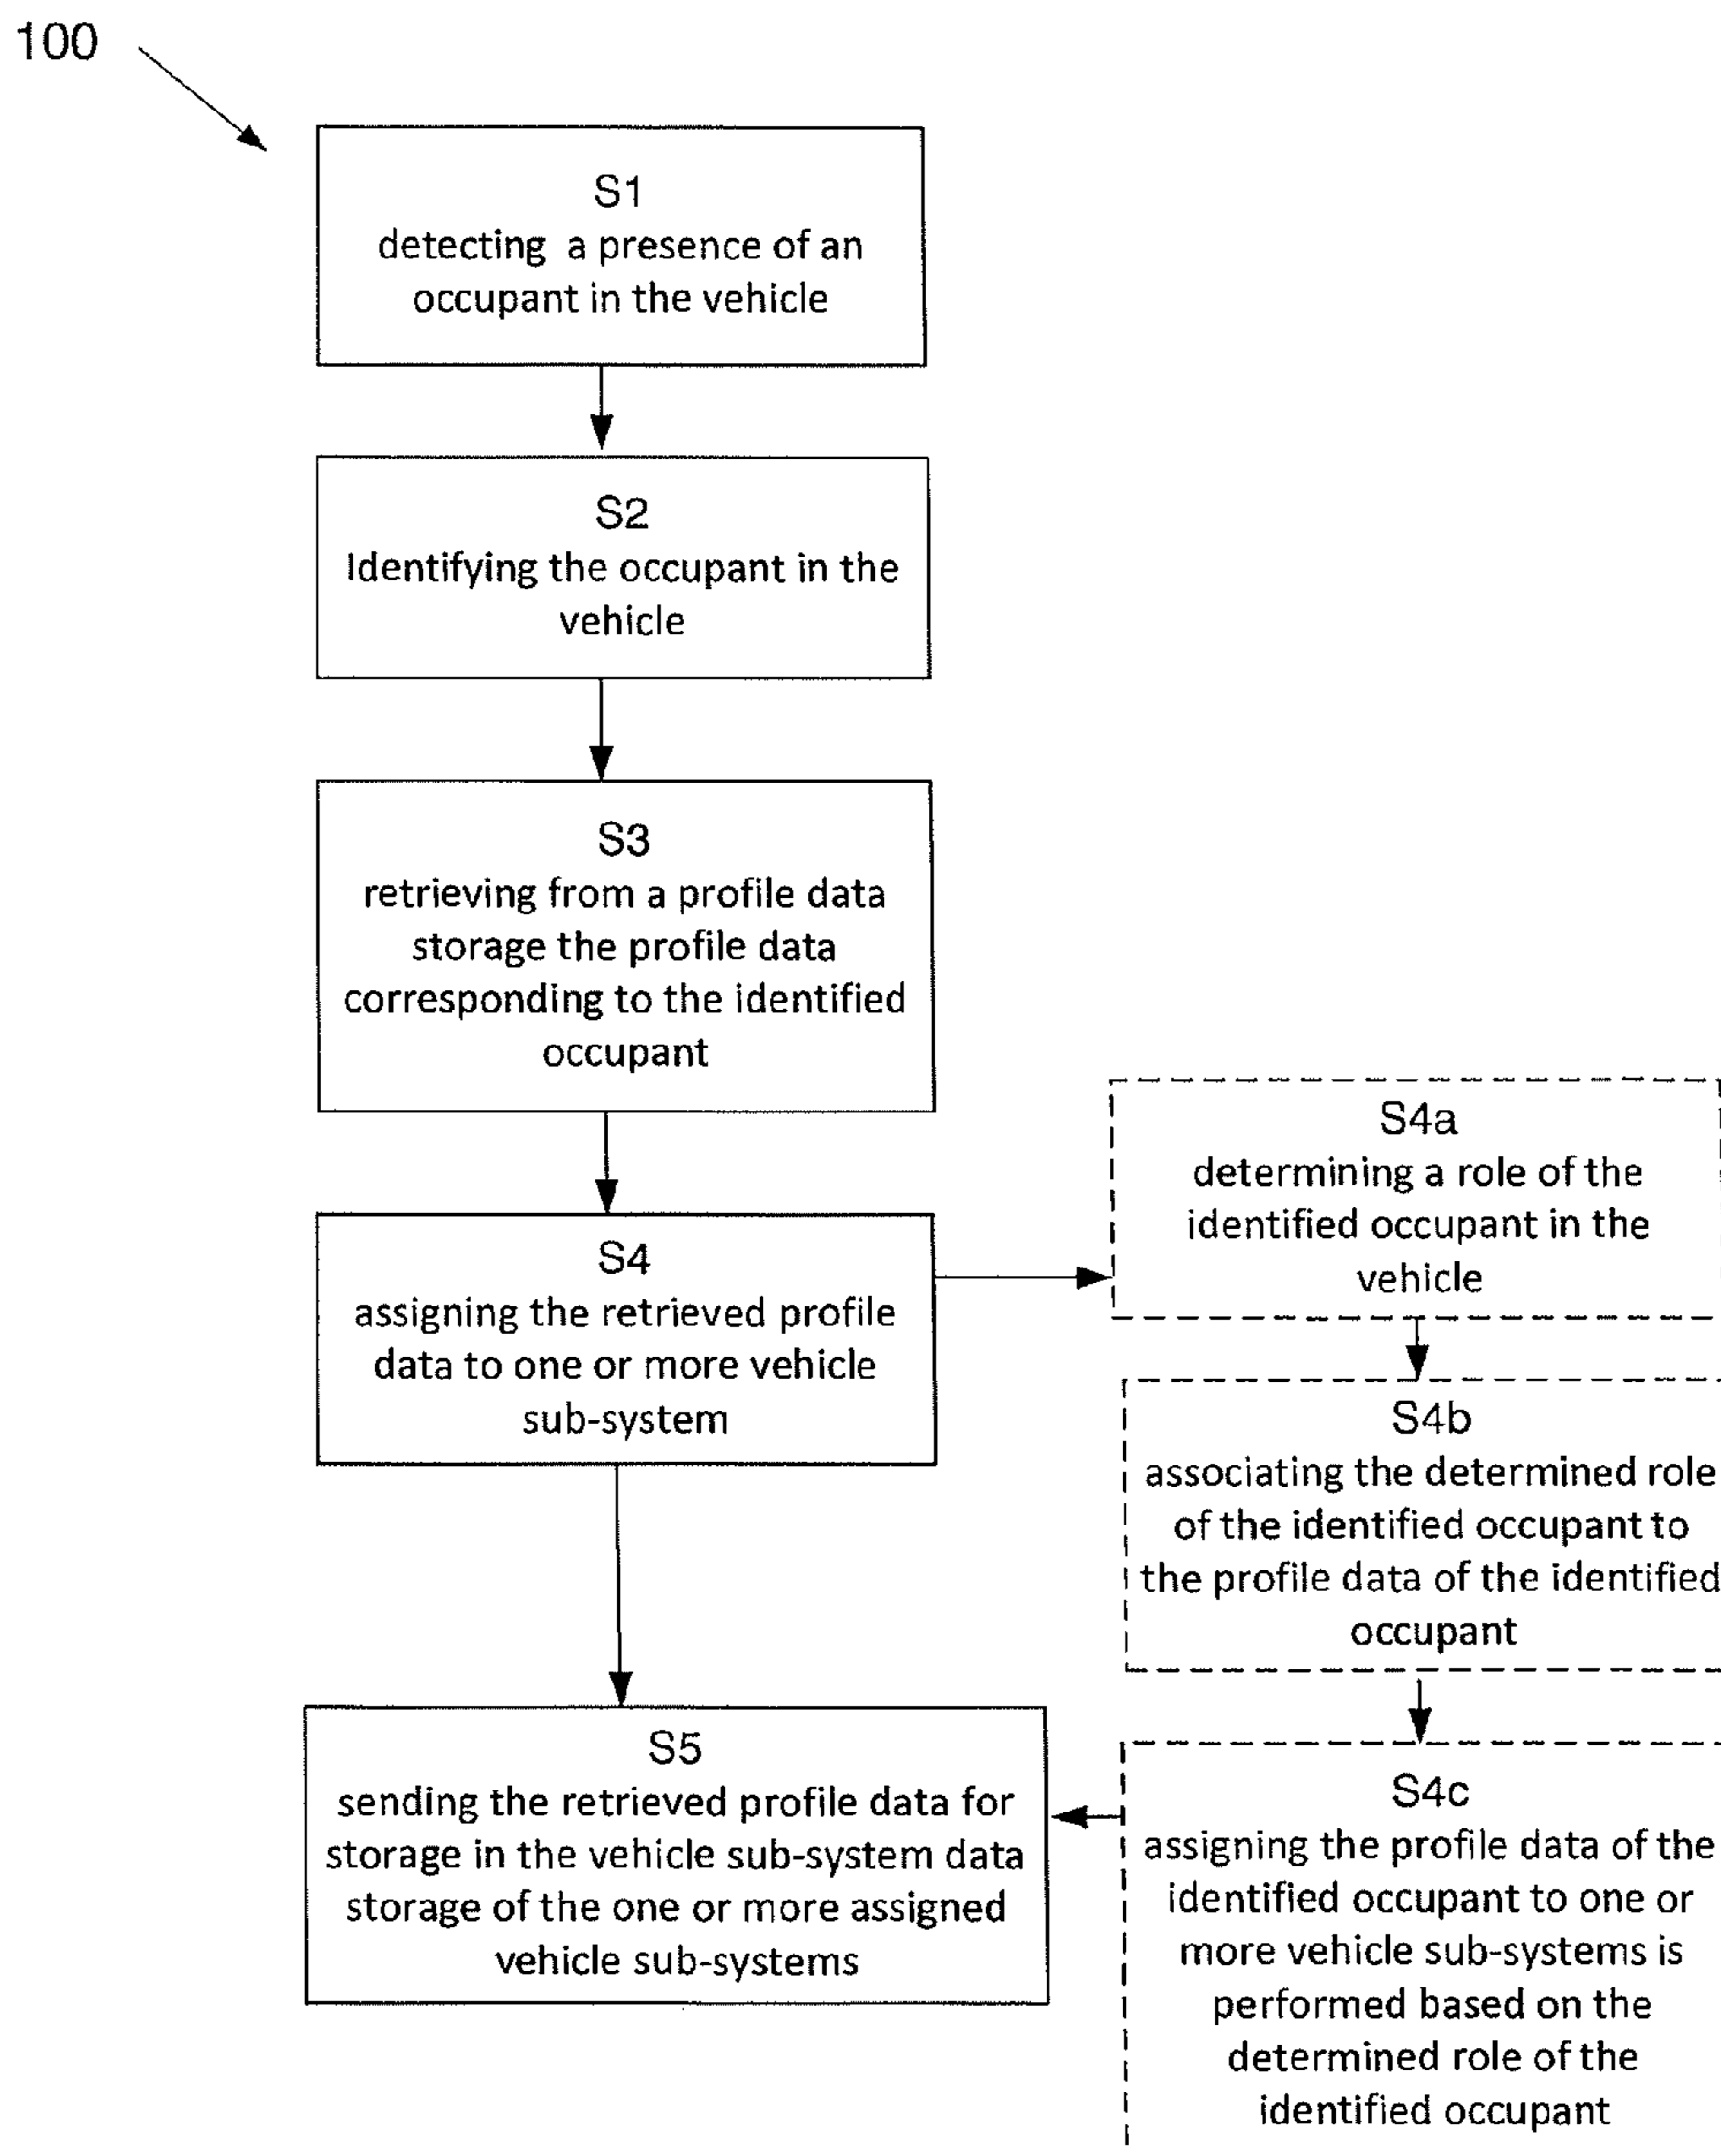 100
S1
detecting a presence of an
occupant in the vehicle
S2
Identifying the occupant in the
vehicle
S3
retrieving from a profile data
storage the profile data
corresponding to the identified
occupant
S4
assigning the retrieved profile
data to one or more vehicle
sub-system
S4a
determining a role of the
identified occupant in the
vehicle
S4b
associating the determined role
of the identified occupant to
the profile data of the identified
occupant
S4c
assigning the profile data of the
identified occupant to one or
more vehicle sub-systems is
performed based on the
determined role of the
identified occupant
S5
sending the retrieved profile data for
storage in the vehicle sub-system data
storage of the one or more assigned
vehicle sub-systems